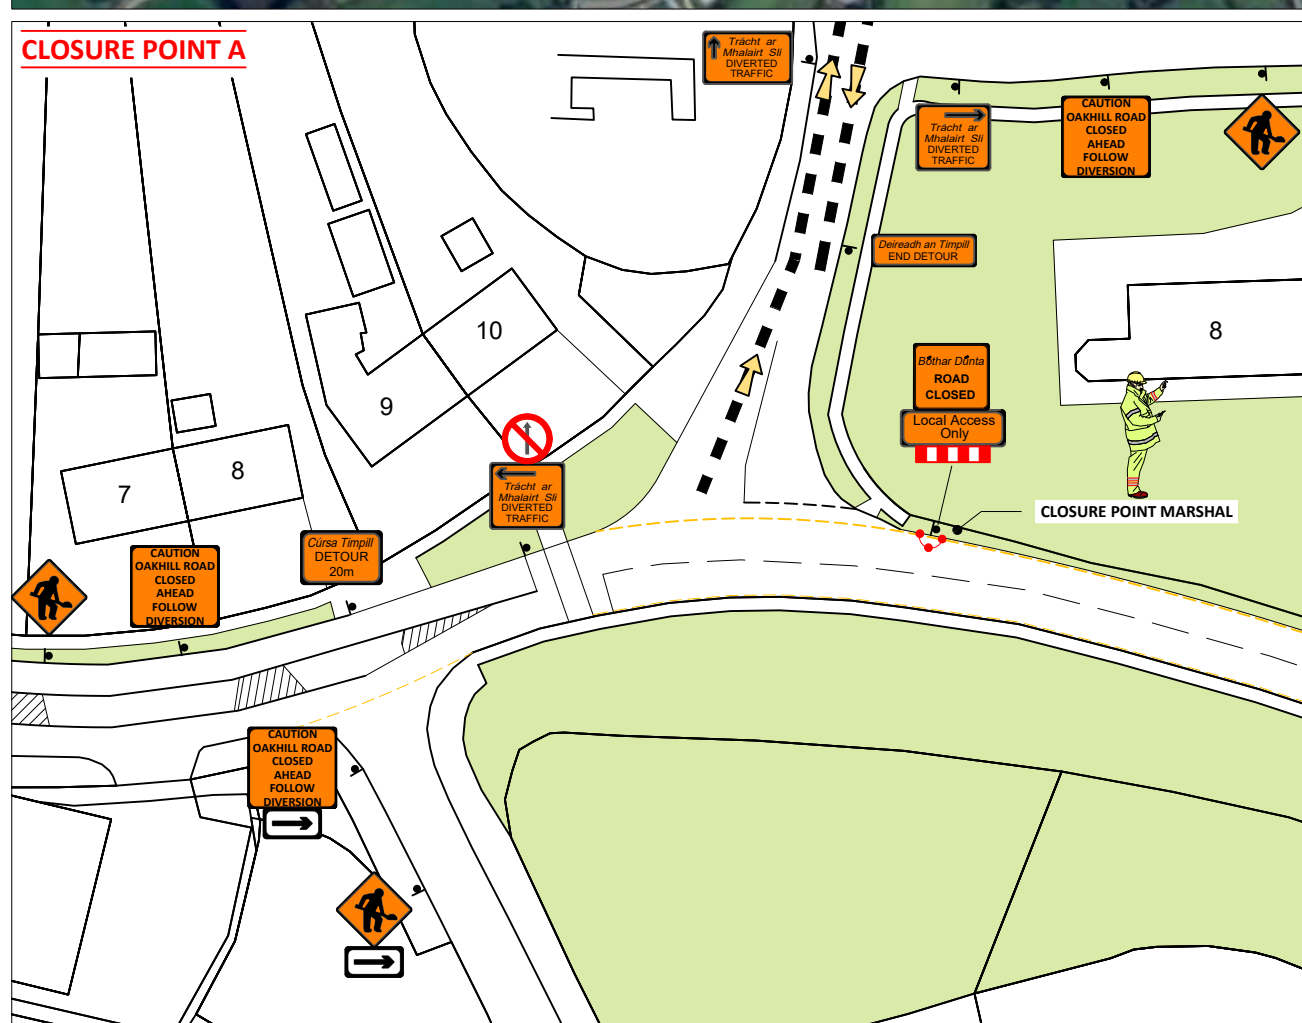 CLOSURE POINT A
Trácht ar
Mhalairt Slí
DIVERTED
TRAFFIC
Trácht ar
Mhalairt Slí
DIVERTED
TRAFFIC
CAUTION
OAKHILL ROAD
CLOSED
AHEAD
FOLLOW
DIVERSION
Deireadh an Timpill
END DETOUR
10
8
Bóthar Dúnta
ROAD
CLOSED
Local Access
Only
9
8
7
Trácht ar
Mhalairt Slí
DIVERTED
TRAFFIC
CLOSURE POINT MARSHAL
Cúrsa Timpill
DETOUR
20m
CAUTION
OAKHILL ROAD
CLOSED
AHEAD
FOLLOW
DIVERSION
CAUTION
OAKHILL ROAD
CLOSED
AHEAD
FOLLOW
DIVERSION